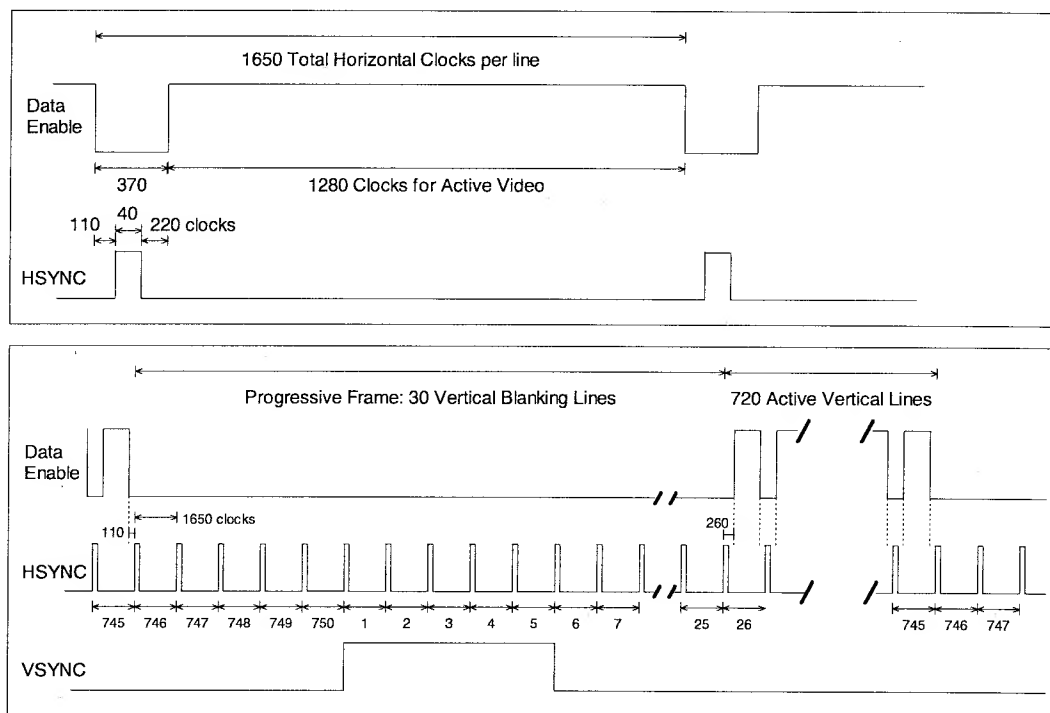 1650 Total Horizontal Clocks per line
Data
Enable
370
1280 Clocks for Active Video
40
110
220 clocks
HSYNC
Progressive Frame: 30 Vertical Blanking Lines
720 Active Vertical Lines
Data
Enable
110
1650 clocks
260
HSYNC
745 746 747 748 749 750 1 2 3 4 5 6 7 25 26 745 746 747
VSYNC